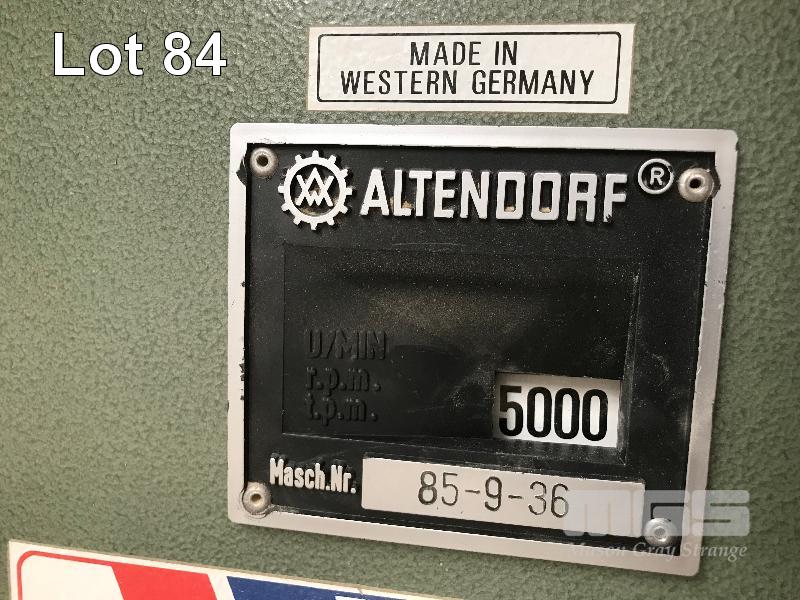 Lot 84
MADE IN
WESTERN GERMANY
ALTENDORF ®
U/MIN
r.p.m.
t.p.m.
5000
Masch.Nr. 85-9-36
MGS
Mason Gray Strange